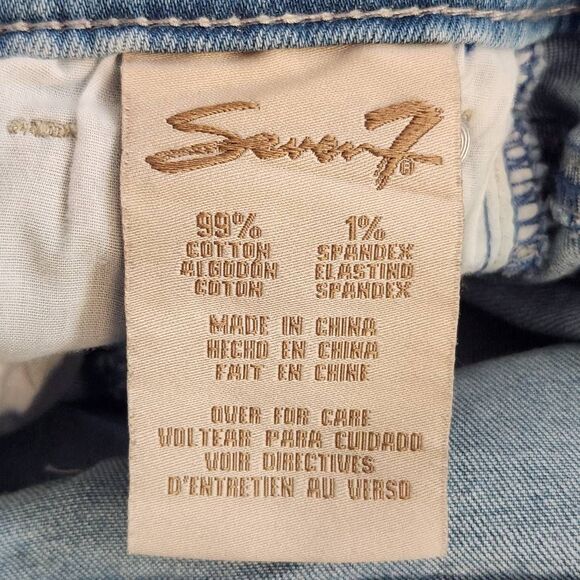 Seven7®
99% 1%
COTTON SPANDEX
ALGODÓN ELASTINO
COTON SPANDEX
MADE IN CHINA
HECHO EN CHINA
FAIT EN CHINE
OVER FOR CARE
VOLTEAR PARA CUIDADO
VOIR DIRECTIVES
D'ENTRETIEN AU VERSO